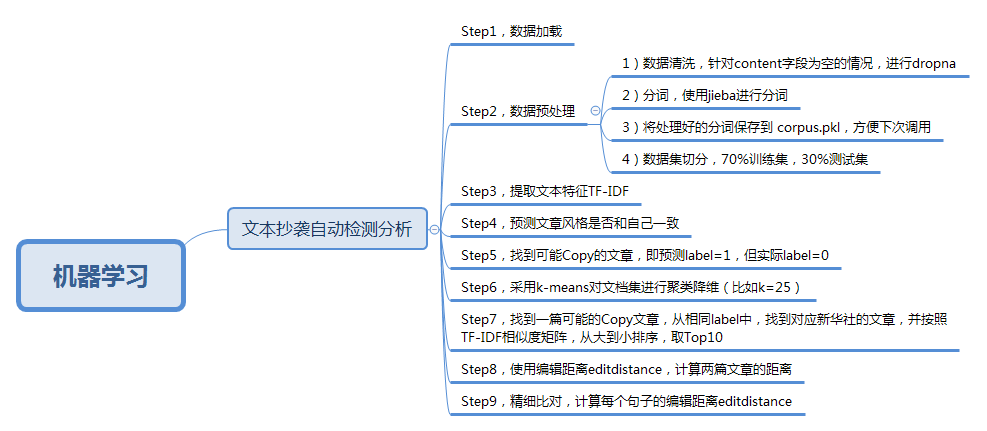 机器学习
文本抄袭自动检测分析
Step1，数据加载
Step2，数据预处理
1）数据清洗，针对content字段为空的情况，进行dropna
2）分词，使用jieba进行分词
3）将处理好的分词保存到 corpus.pkl，方便下次调用
4）数据集切分，70%训练集，30%测试集
Step3，提取文本特征TF-IDF
Step4，预测文章风格是否和自己一致
Step5，找到可能Copy的文章，即预测label=1，但实际label=0
Step6，采用k-means对文档集进行聚类降维（比如k=25）
Step7，找到一篇可能的Copy文章，从相同label中，找到对应新华社的文章，并按照
TF-IDF相似度矩阵，从大到小排序，取Top10
Step8，使用编辑距离editdistance，计算两篇文章的距离
Step9，精细比对，计算每个句子的编辑距离editdistance